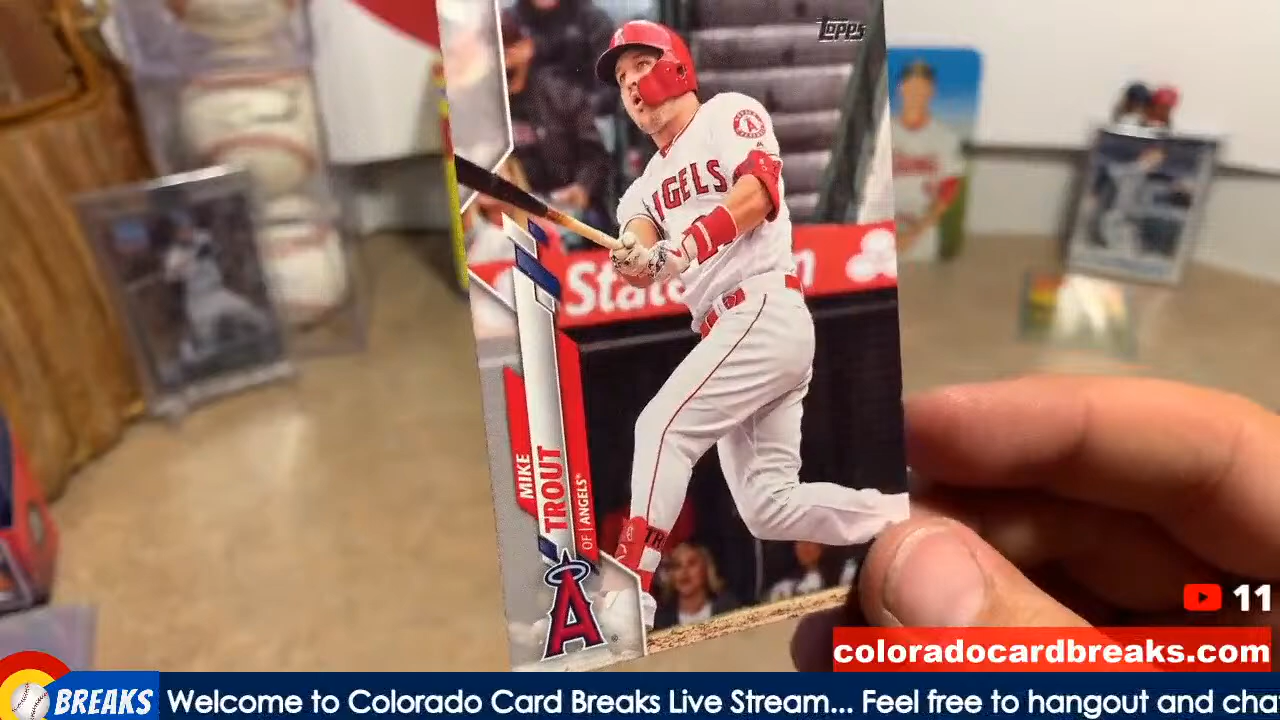 Topps
A
ANGELS
State
MIKE
TROUT
OF | ANGELS®
A
11
coloradocardbreaks.com
BREAKS
Welcome to Colorado Card Breaks Live Stream... Feel free to hangout and cha